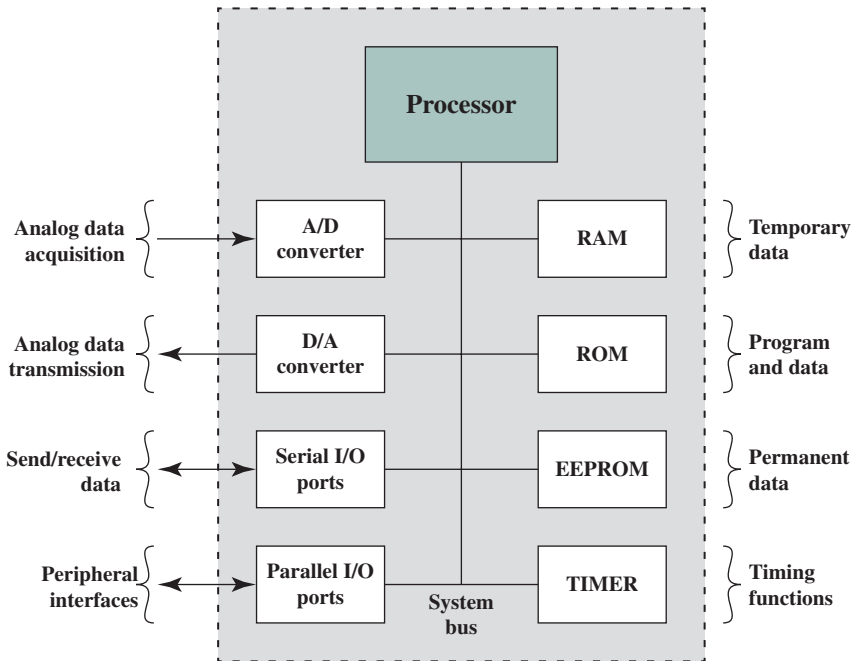 Processor
Analog data
acquisition
A/D
converter
RAM
Temporary
data
Analog data
transmission
D/A
converter
ROM
Program
and data
Send/receive
data
Serial I/O
ports
EEPROM
Permanent
data
Peripheral
interfaces
Parallel I/O
ports
System
bus
TIMER
Timing
functions